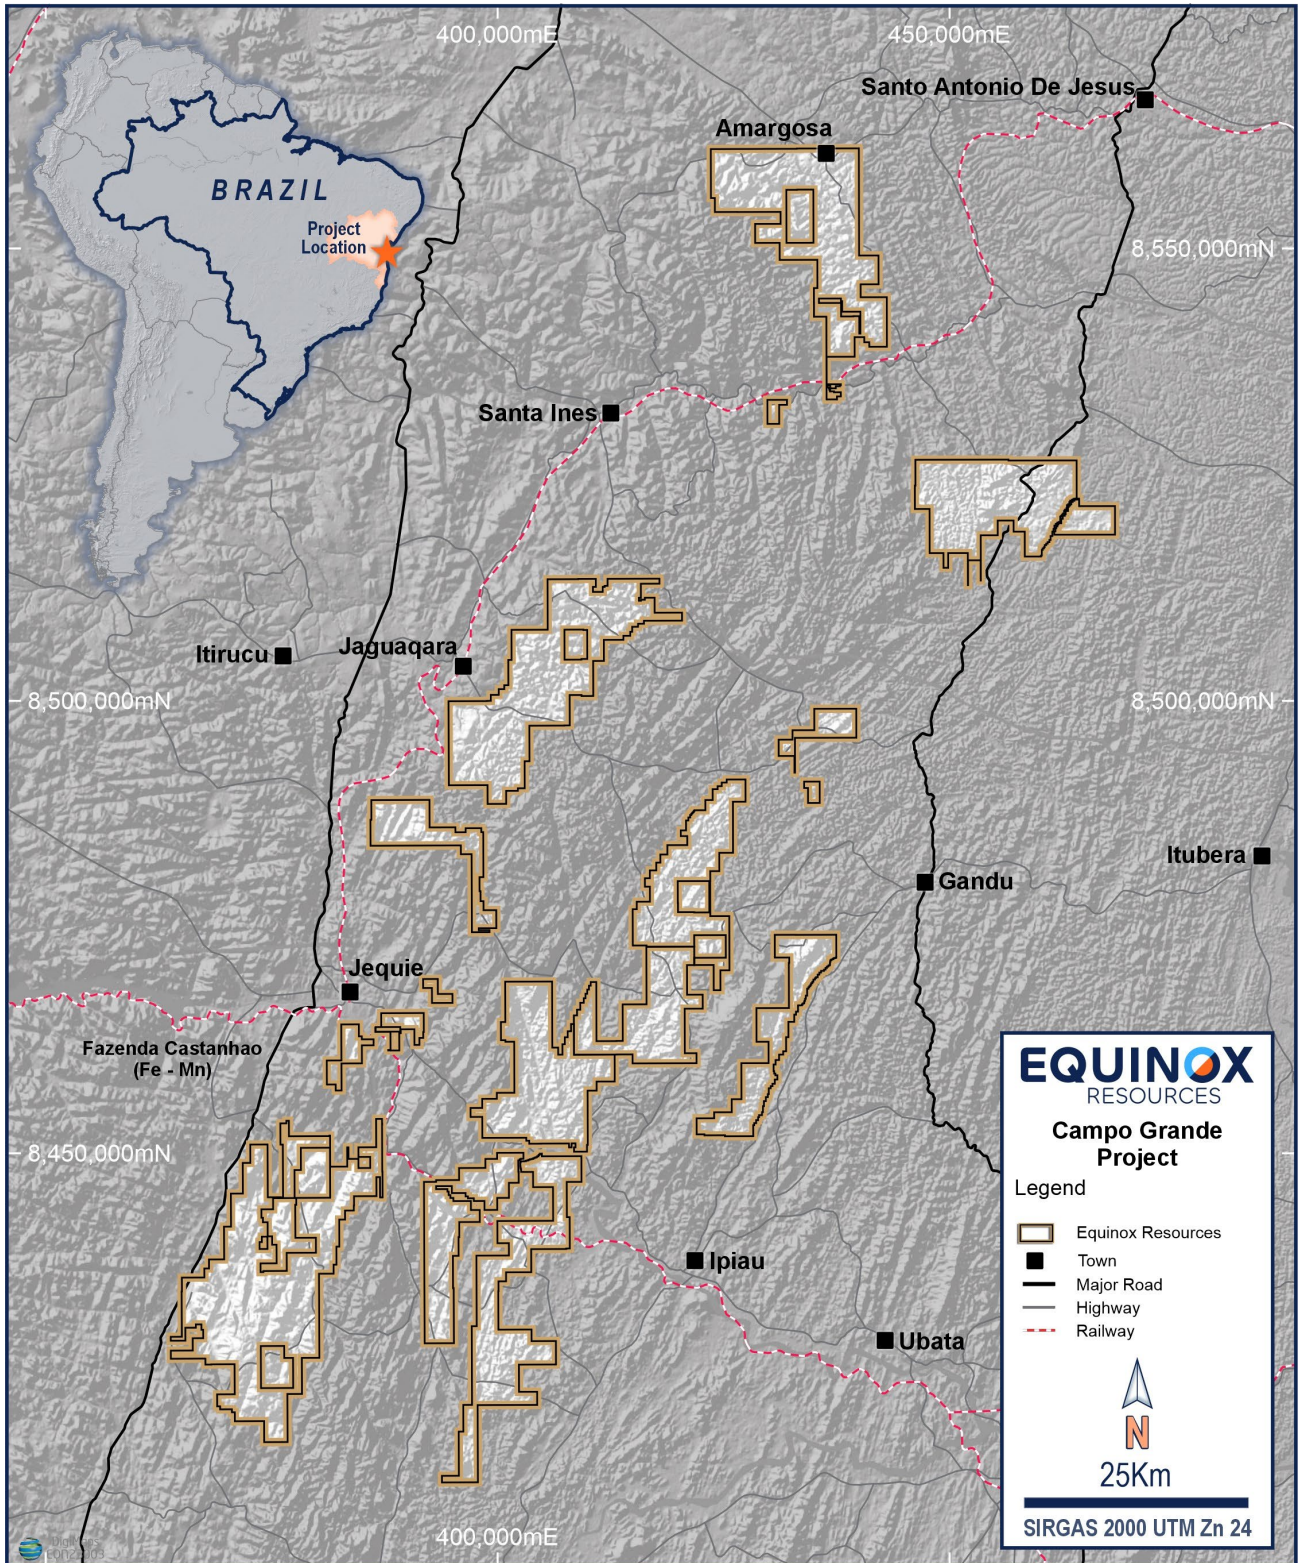 400,000mE
450,000mE
Santo Antonio De Jesus
Amargosa
BRAZIL
Project
Location
8,550,000mN
Santa Ines
Itirucu
Jaguaqara
8,500,000mN
8,500,000mN
Itubera
Gandu
Jequie
Fazenda Castanhao
(Fe - Mn)
8,450,000mN
Ipiau
Ubata
400,000mE
EQUINOX
RESOURCES
Campo Grande
Project
Legend
Equinox Resources
Town
Major Road
Highway
Railway
N
25Km
SIRGAS 2000 UTM Zn 24